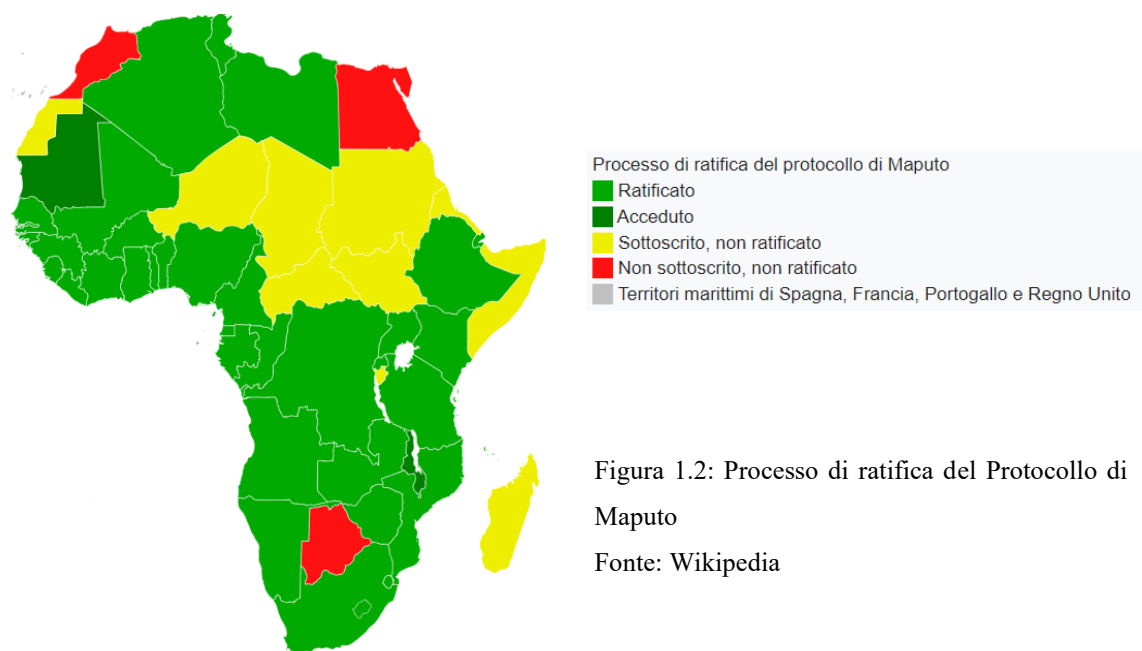 Processo di ratifica del protocollo di Maputo
Ratificato
Acceduto
Sottoscrito, non ratificato
Non sottoscrito, non ratificato
Territori marittimi di Spagna, Francia, Portogallo e Regno Unito
Figura 1.2: Processo di ratifica del Protocollo di
Maputo
Fonte: Wikipedia